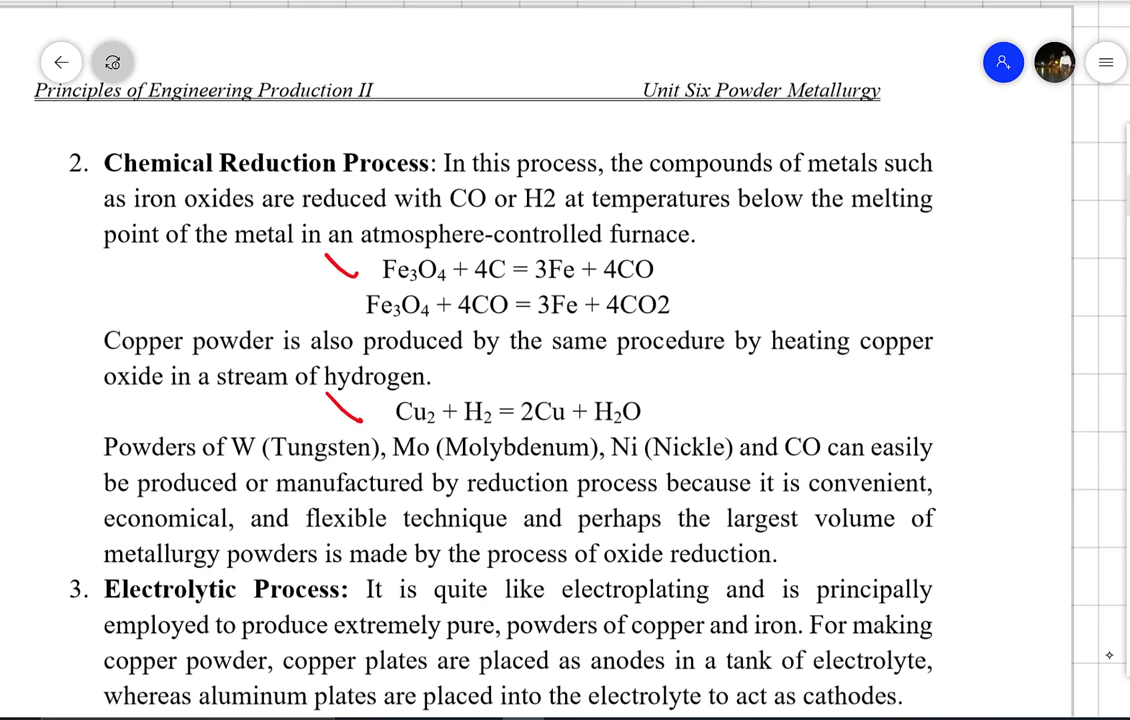 Principles of Engineering Production II Unit Six Powder Metallurgy
2. Chemical Reduction Process: In this process, the compounds of metals such
as iron oxides are reduced with CO or H2 at temperatures below the melting
point of the metal in an atmosphere-controlled furnace.
Fe₃O₄ + 4C = 3Fe + 4CO
Fe₃O₄ + 4CO = 3Fe + 4CO2
Copper powder is also produced by the same procedure by heating copper
oxide in a stream of hydrogen.
Cu₂ + H₂ = 2Cu + H₂O
Powders of W (Tungsten), Mo (Molybdenum), Ni (Nickle) and CO can easily
be produced or manufactured by reduction process because it is convenient,
economical, and flexible technique and perhaps the largest volume of
metallurgy powders is made by the process of oxide reduction.
3. Electrolytic Process: It is quite like electroplating and is principally
employed to produce extremely pure, powders of copper and iron. For making
copper powder, copper plates are placed as anodes in a tank of electrolyte,
whereas aluminum plates are placed into the electrolyte to act as cathodes.